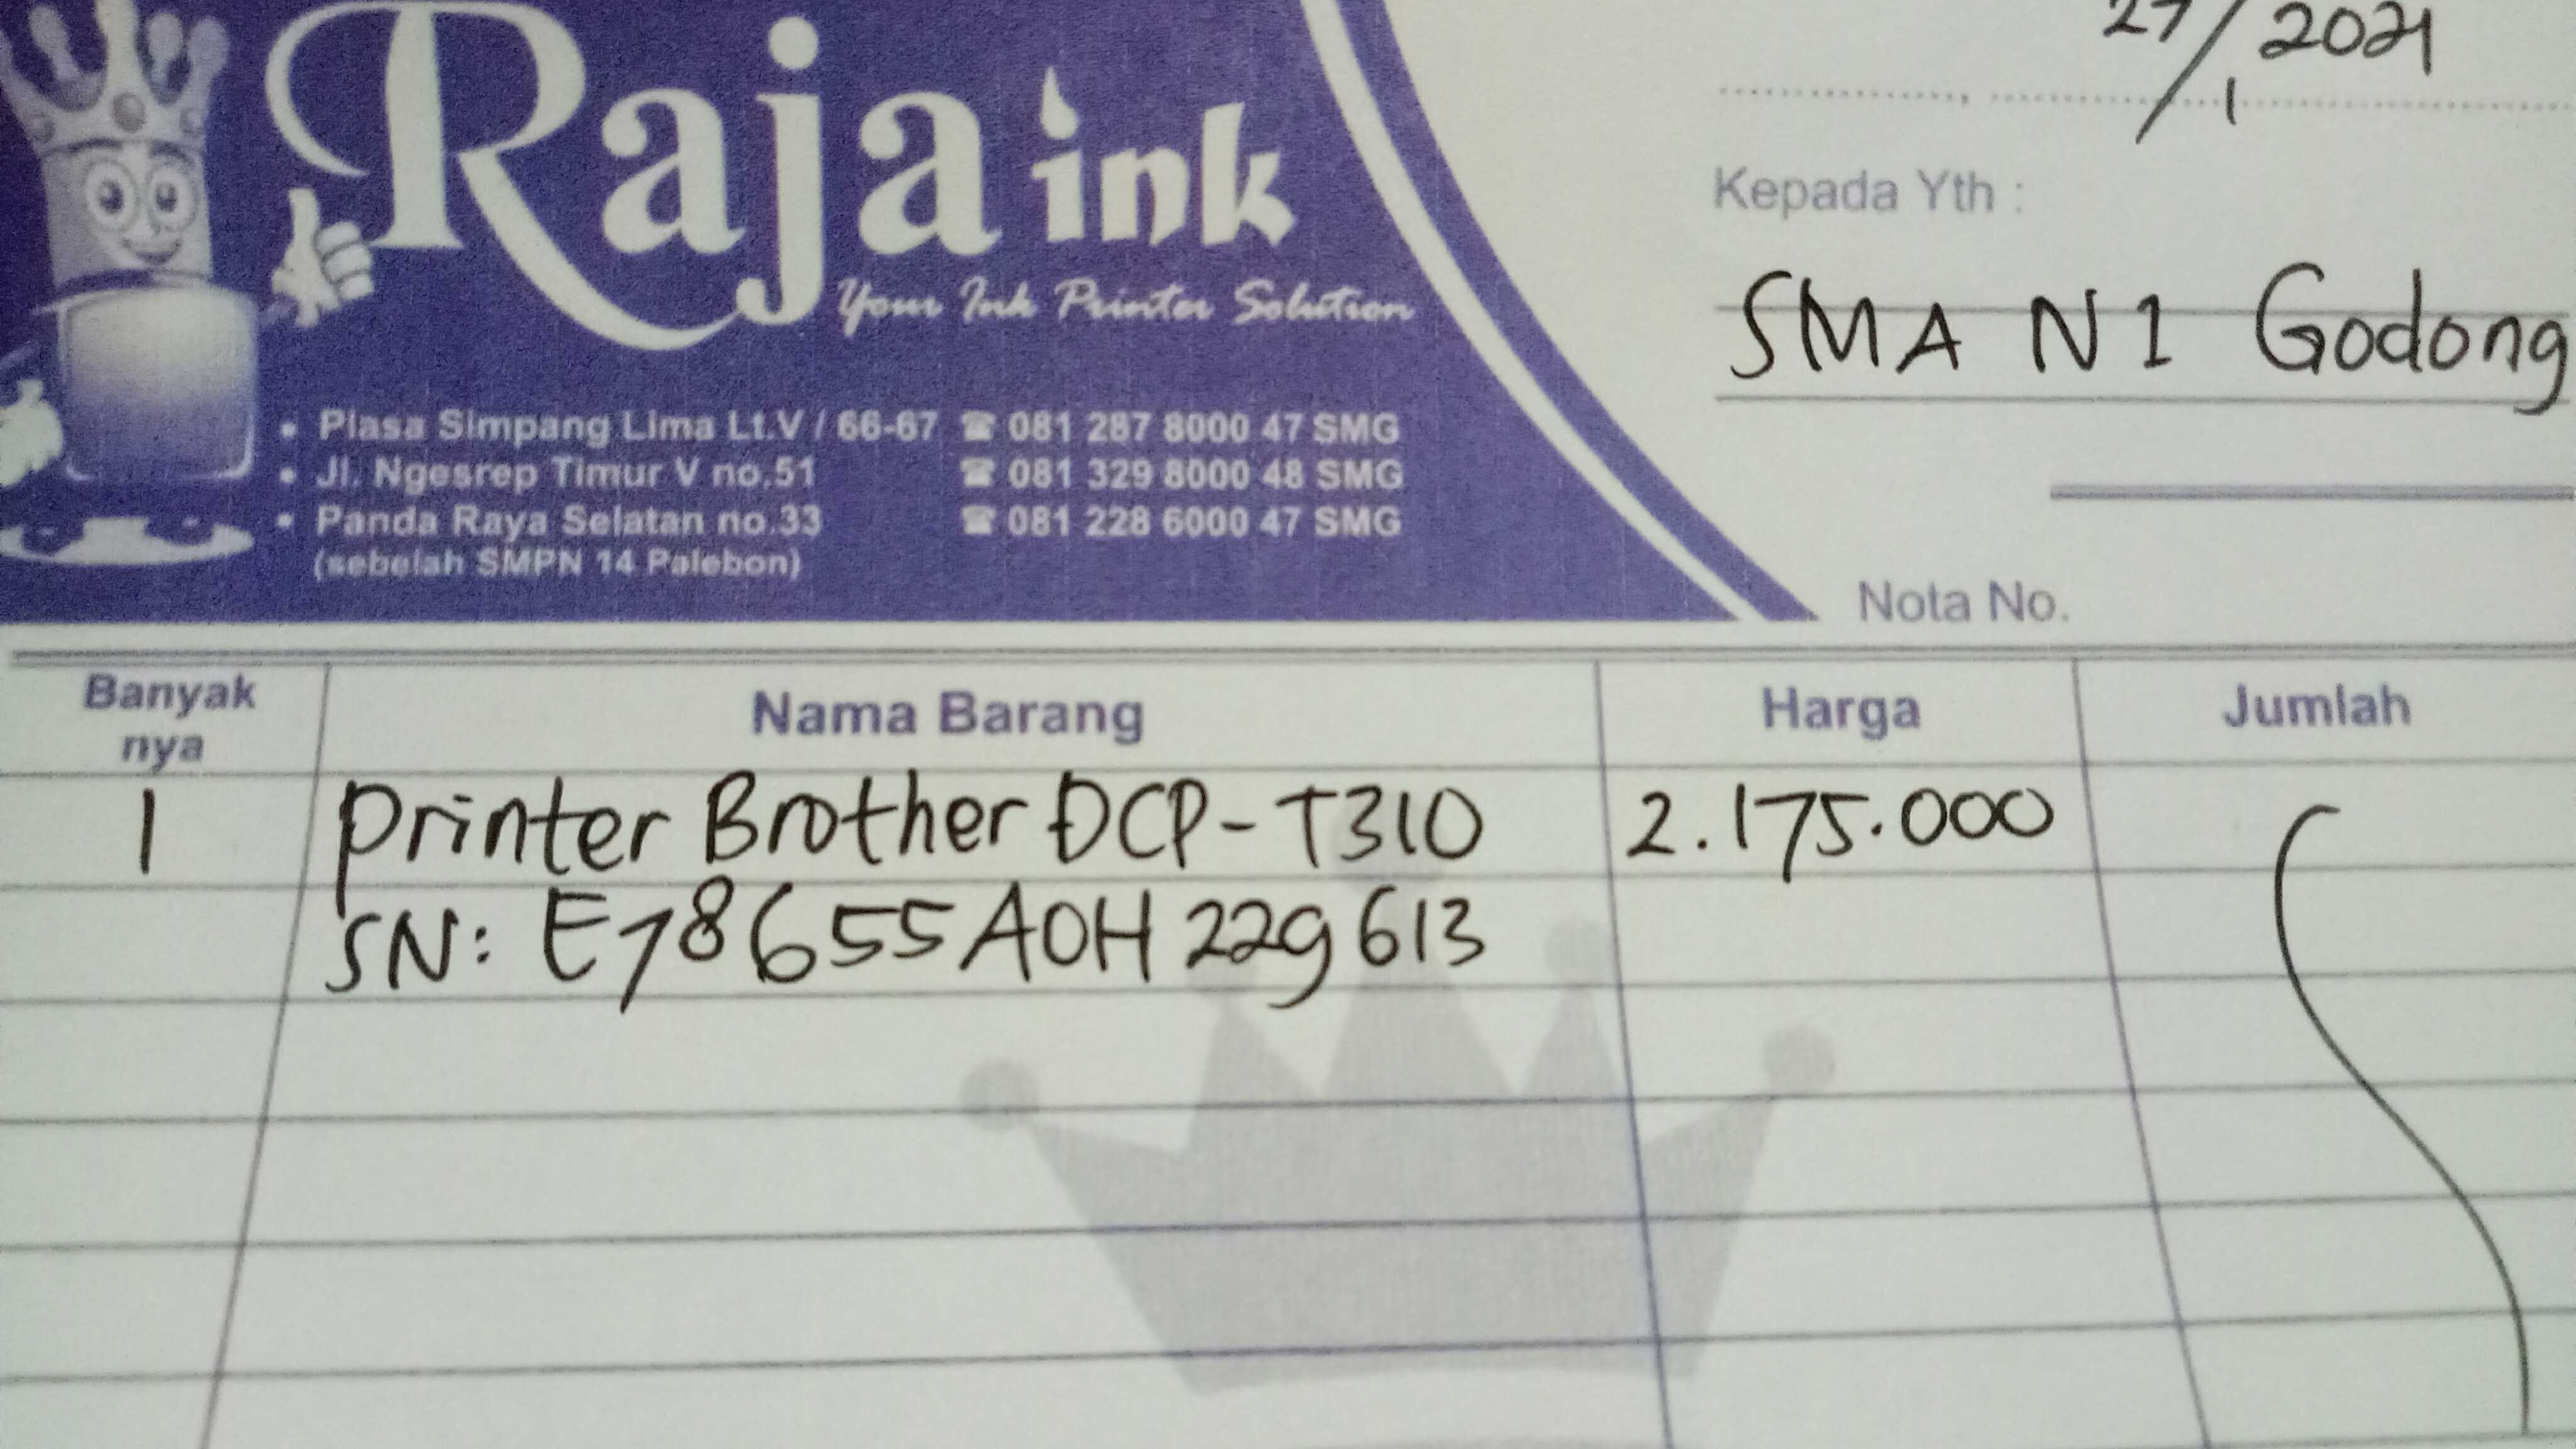 Raja ink
Your Ink Printer Solution
• Plasa Simpang Lima Lt.V / 66-67 ☎ 081 287 8000 47 SMG
• Jl. Ngesrep Timur V no.51 ☎ 081 329 8000 48 SMG
• Panda Raya Selatan no.33 ☎ 081 228 6000 47 SMG
(sebelah SMPN 14 Palebon)
27/1 2021
Kepada Yth :
SMA N 1 Godong
Nota No.
Banyak nya Nama Barang Harga Jumlah
1 Printer Brother DCP-T310 2.175.000
SN: E78655A0H229613